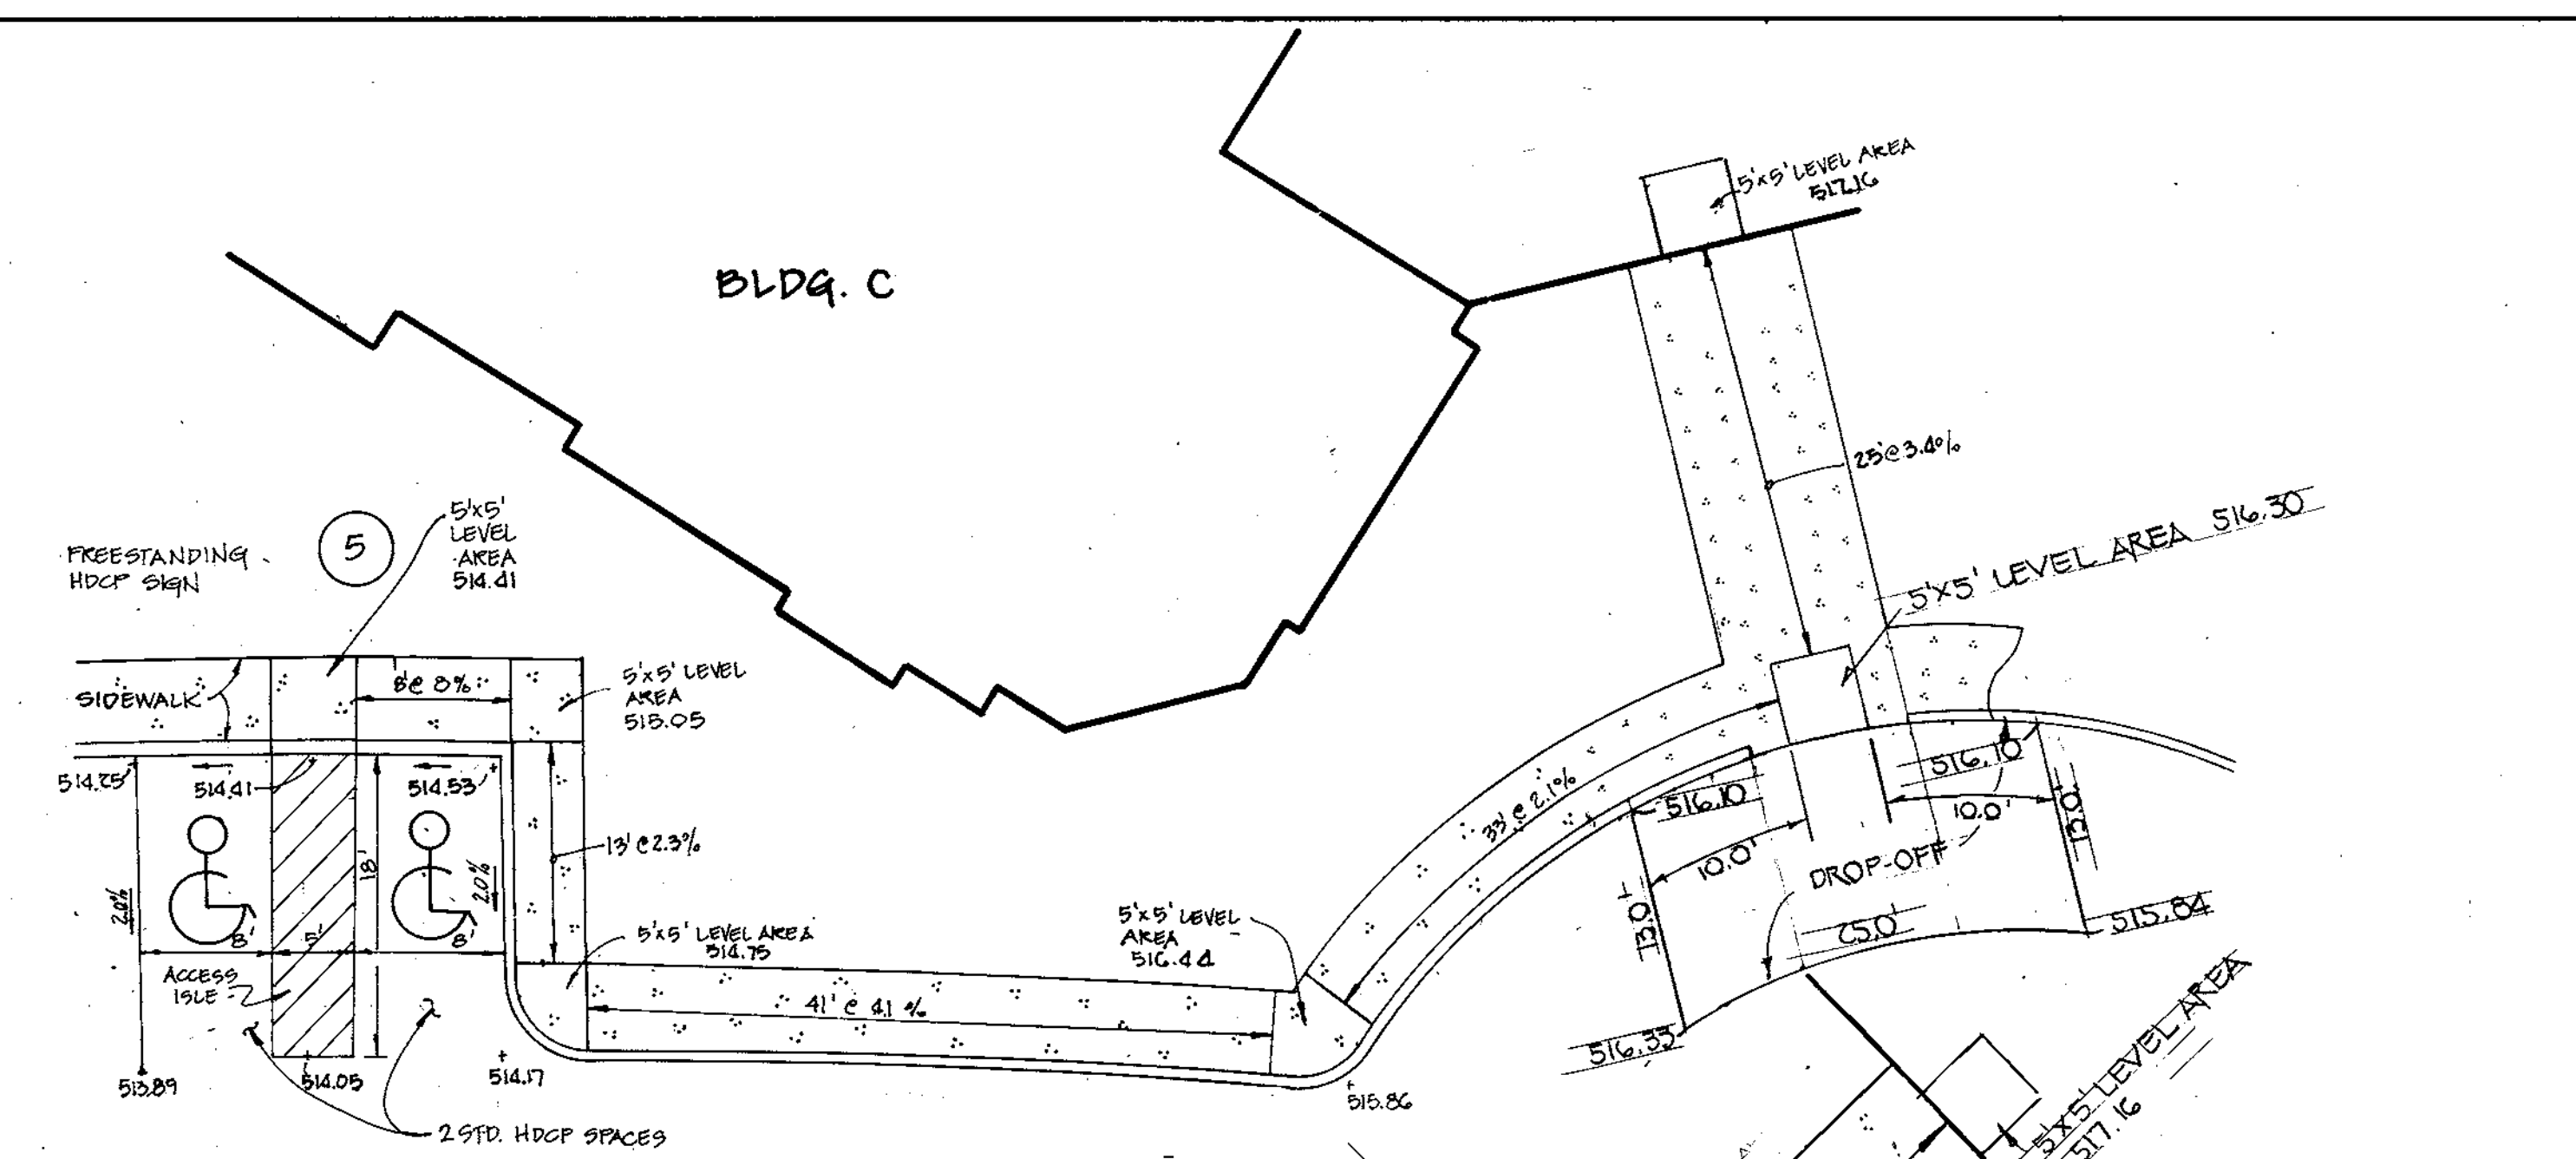 5'x5' LEVEL AREA
517.16
BLDG. C
25'@3.4%
5'x5' LEVEL AREA 516.30
FREESTANDING
HDCP SIGN
5
5'x5'
LEVEL
AREA
514.41
SIDEWALK
8'@ 8%
5'x5' LEVEL
AREA
515.05
514.25
514.41
514.53
516.10
516.10
33'@ 2.1%
10.0'
10.0'
13.0'
13.0'
DROP-OFF
13'@2.3%
18'
2.0%
2.0%
8'
5'
8'
ACCESS
ISLE
5'x5' LEVEL AREA
514.75
5'x5' LEVEL
AREA
516.44
25.0'
515.84
41' @ 4.1 %
516.33
513.89
514.05
514.17
515.86
2 STD. HDCP SPACES
5'x5' LEVEL AREA
517.16